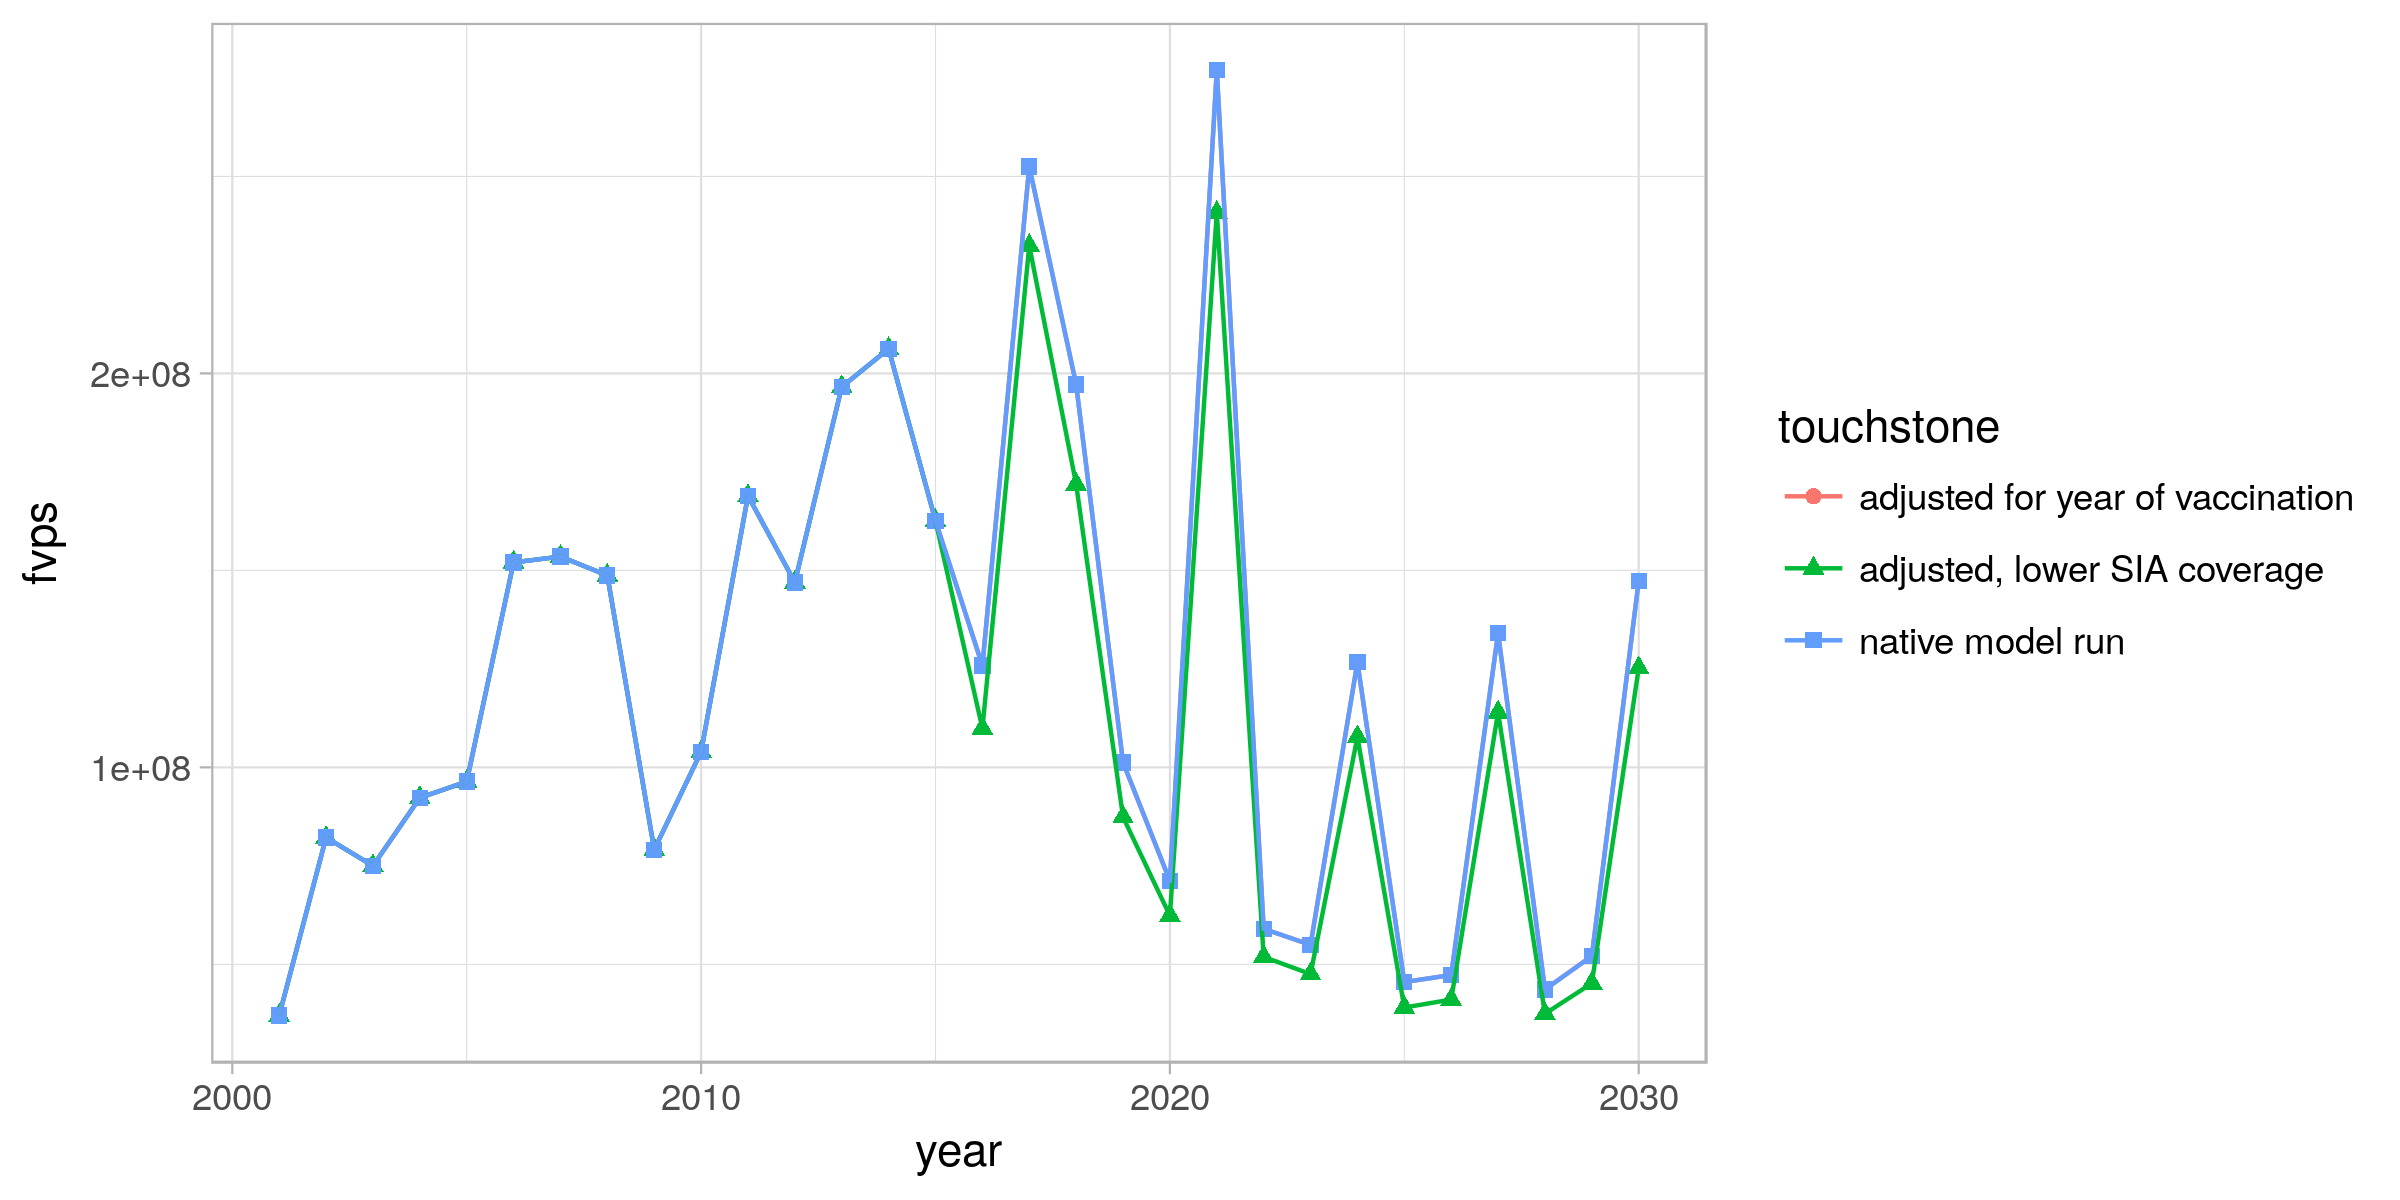 fvps
2e+08
1e+08
2000 2010 2020 2030
year
touchstone
adjusted for year of vaccination
adjusted, lower SIA coverage
native model run